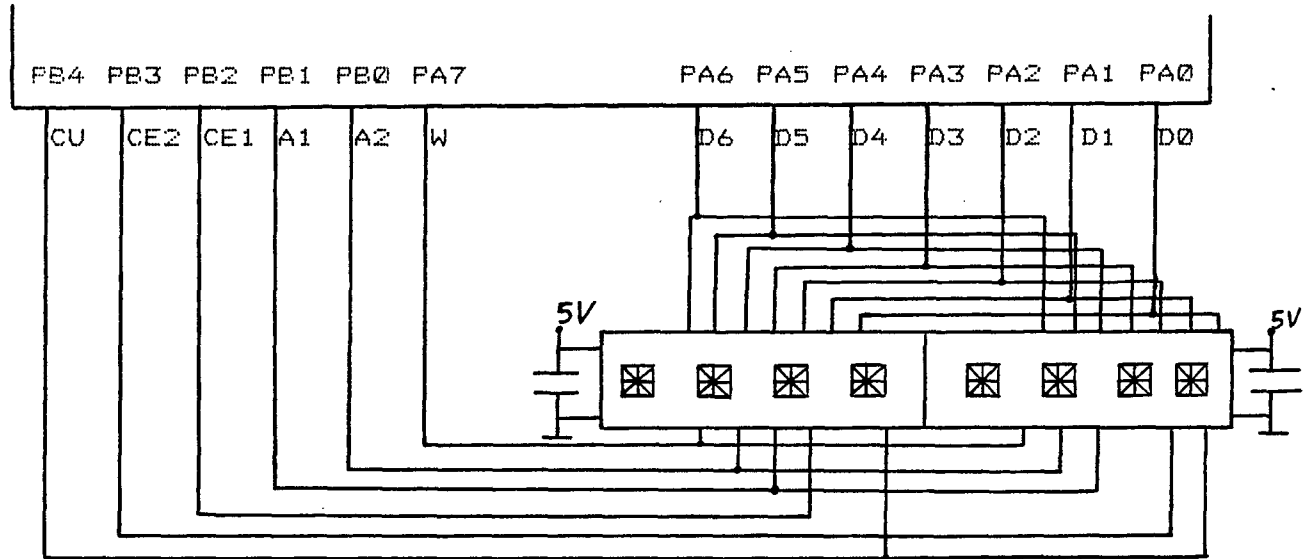 PB4 PB3 PB2 PB1 PB0 PA7 PA6 PA5 PA4 PA3 PA2 PA1 PA0
CU CE2 CE1 A1 A2 W D6 D5 D4 D3 D2 D1 D0
5V 5V